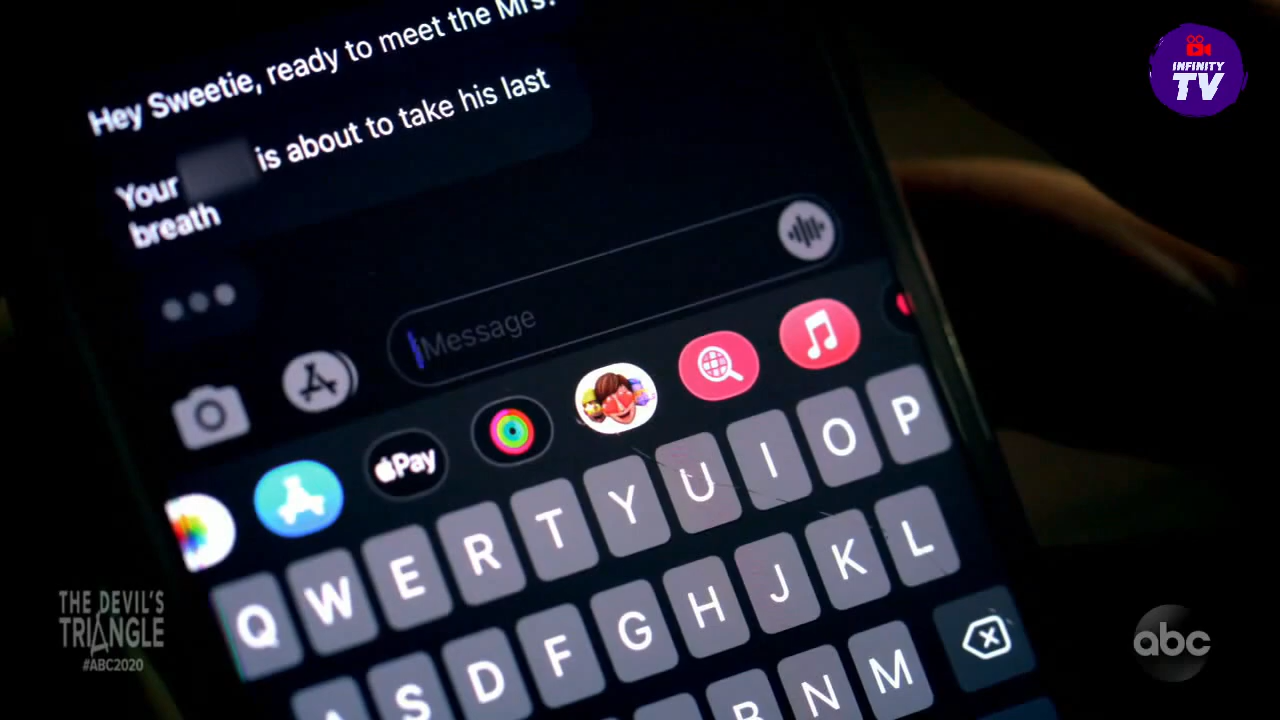 Hey Sweetie, ready to meet the Mrs?
Your is about to take his last
breath
Message
Pay
Q W E R T Y U I O P
S D F G H J K L
B N M
INFINITY
TV
THE DEVIL'S
TRIANGLE
#ABC2020
abc